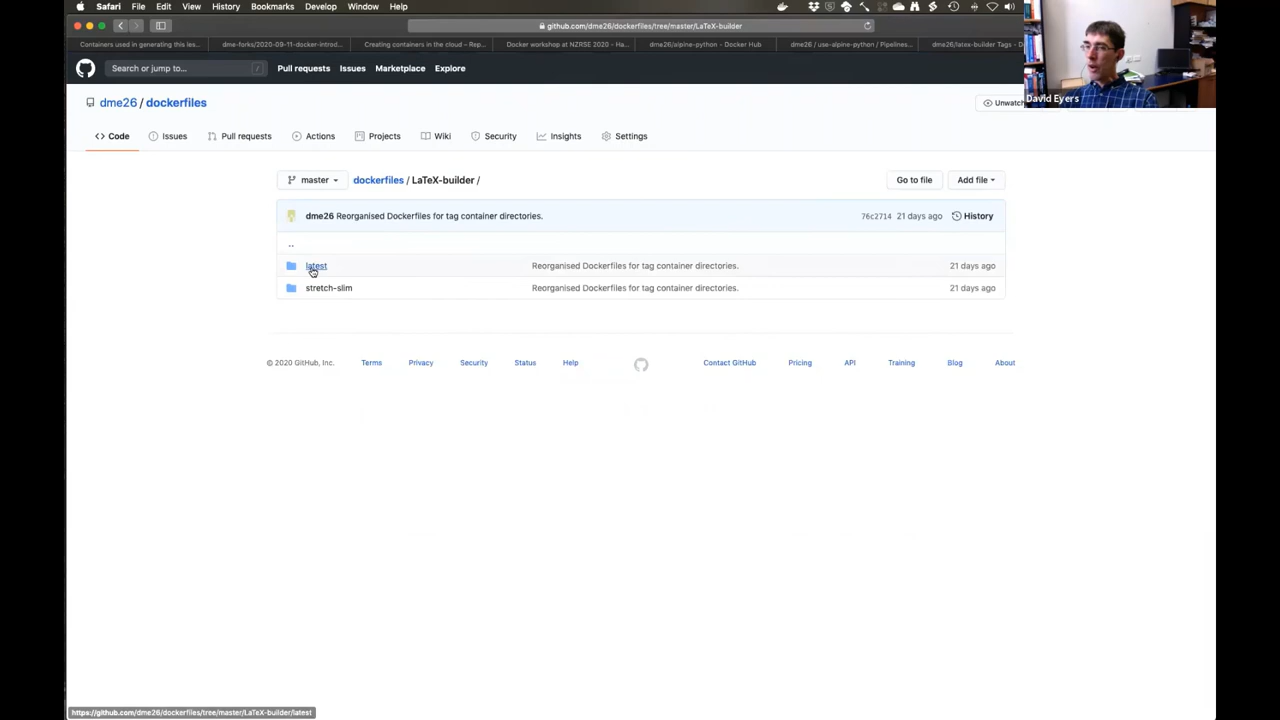 Safari File Edit View History Bookmarks Develop Window Help
github.com/dme26/dockerfiles/tree/master/LaTeX-builder
Containers used in generating this les... dme-forks/2020-09-11-docker-introd... Creating containers in the cloud – Rep... Docker workshop at NZRSE 2020 - Ha... dme26/alpine-python - Docker Hub dme26 / use-alpine-python / Pipelines... dme26/latex-builder Tags - D
Search or jump to... / Pull requests Issues Marketplace Explore
David Eyers
dme26 / dockerfiles Unwatch
Code Issues Pull requests Actions Projects Wiki Security Insights Settings
master dockerfiles / LaTeX-builder / Go to file Add file
dme26 Reorganised Dockerfiles for tag container directories. 76c2714 21 days ago History
..
latest Reorganised Dockerfiles for tag container directories. 21 days ago
stretch-slim Reorganised Dockerfiles for tag container directories. 21 days ago
© 2020 GitHub, Inc. Terms Privacy Security Status Help Contact GitHub Pricing API Training Blog About
https://github.com/dme26/dockerfiles/tree/master/LaTeX-builder/latest